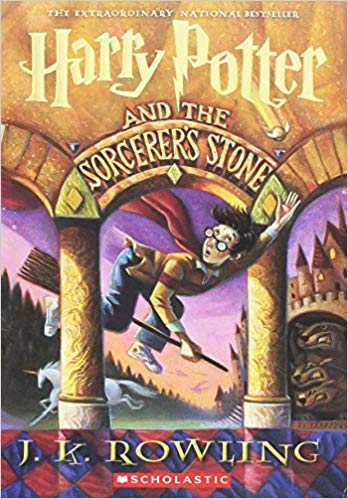 THE EXTRAORDINARY NATIONAL BESTSELLER
Harry Potter
AND THE
SORCERER'S STONE
J. K. ROWLING
SCHOLASTIC